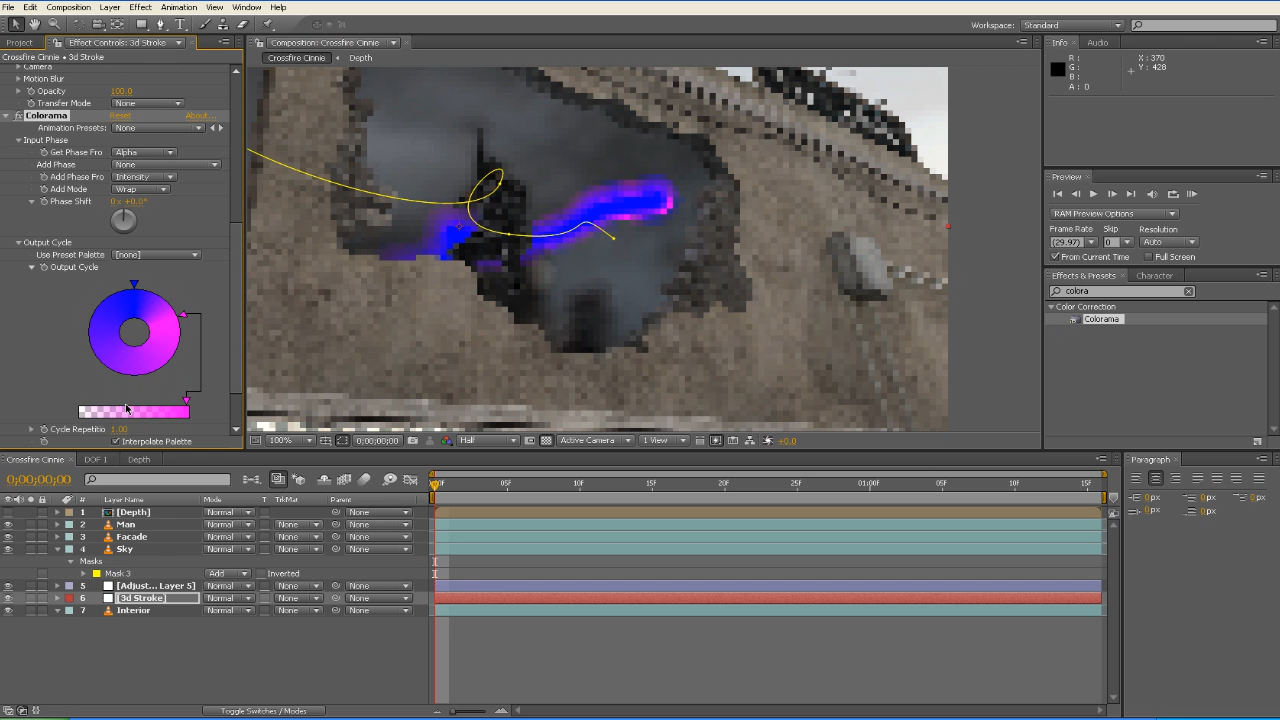 File Edit Composition Layer Effect Animation View Window Help
Workspace: Standard
Project Effect Controls: 3d Stroke
Composition: Crossfire Cinnie
Info Audio
Crossfire Cinnie • 3d Stroke
Crossfire Cinnie Depth
R: X: 370
G: Y: 428
B:
A: 0
Camera
Motion Blur
Opacity 100.0
Transfer Mode None
Colorama Reset About...
Animation Presets: None
Input Phase
Get Phase Fro Alpha
Add Phase None
Add Phase Fro Intensity
Add Mode Wrap
Phase Shift 0x +0.0°
Output Cycle
Use Preset Palette [none]
Output Cycle
Cycle Repetitio 1.00
Interpolate Palette
Preview
RAM Preview Options
Frame Rate Skip Resolution
(29.97) 0 Auto
From Current Time Full Screen
Effects & Presets Character
colora
Color Correction
Colorama
100% 0;00;00;00 Half Active Camera 1 View +0.0
Crossfire Cinnie DOF 1 Depth
Paragraph
0;00;00;00
00F 05F 10F 15F 20F 25F 01:00F 05F 10F 15F
# Layer Name Mode T TrkMat Parent
1 [Depth] Normal None
2 Man Normal None None
3 Facade Normal None None
4 Sky Normal None None
Masks
Mask 3 Add Inverted
5 [Adjust... Layer 5] Normal None None
6 [3d Stroke] Normal None None
7 Interior Normal None None
0 px 0 px 0 px
0 px 0 px
Toggle Switches / Modes